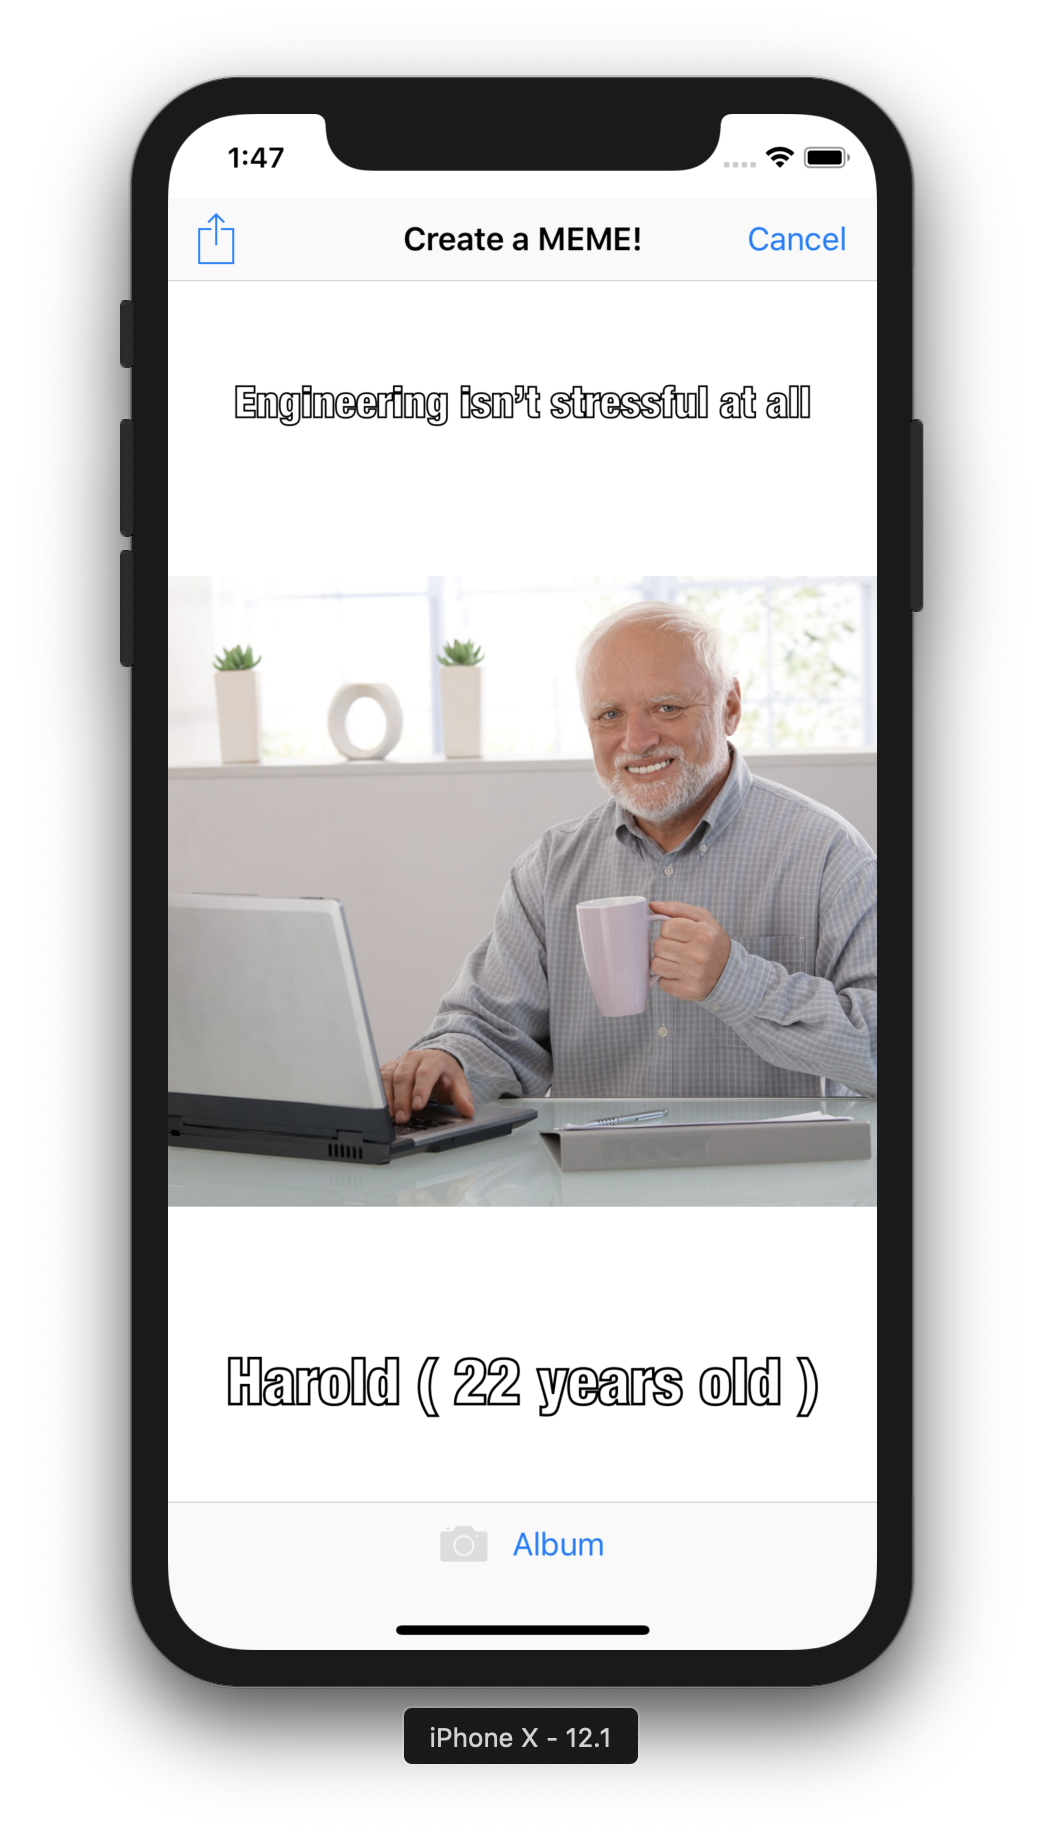 1:47
Create a MEME!
Cancel
Engineering isn’t stressful at all
Harold ( 22 years old )
Album
iPhone X - 12.1